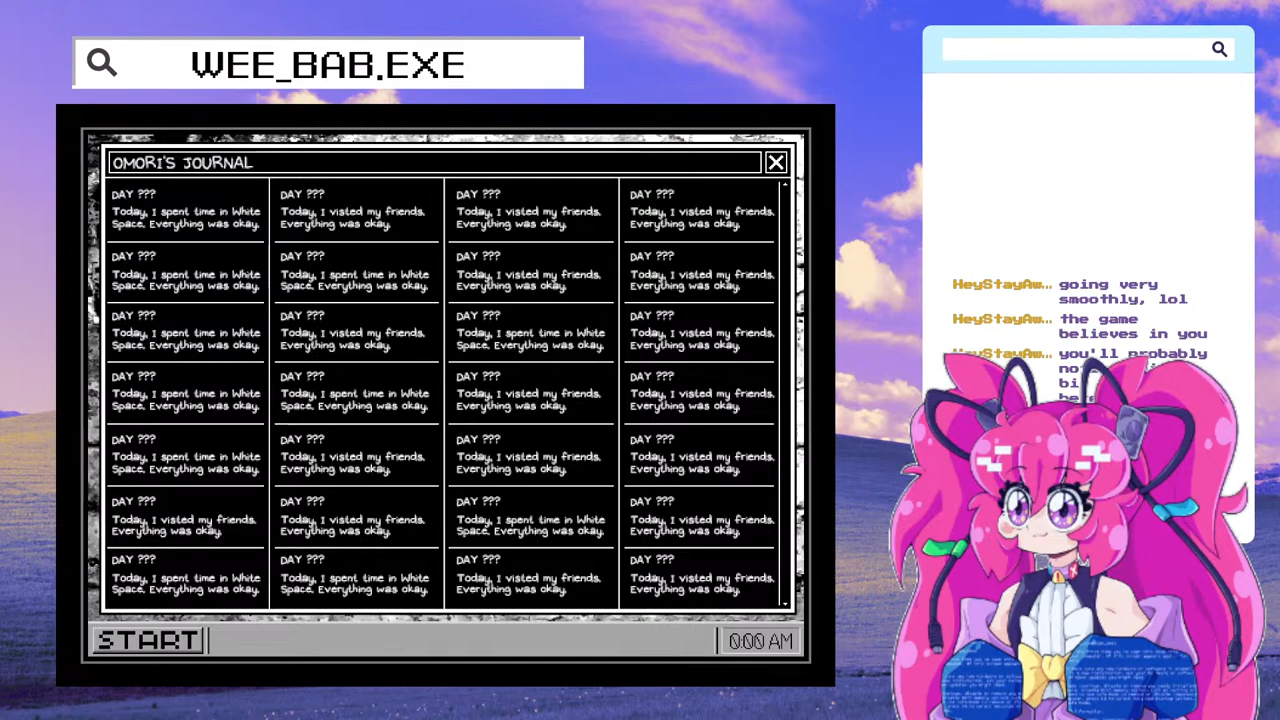 WEE_BAB.EXE
OMORI'S JOURNAL
DAY ???
Today, I spent time in White
Space. Everything was okay.
DAY ???
Today, I visted my friends.
Everything was okay.
DAY ???
Today, I visted my friends.
Everything was okay.
DAY ???
Today, I visted my friends.
Everything was okay.
DAY ???
Today, I spent time in White
Space. Everything was okay.
DAY ???
Today, I spent time in White
Space. Everything was okay.
DAY ???
Today, I visted my friends.
Everything was okay.
DAY ???
Today, I visted my friends.
Everything was okay.
DAY ???
Today, I spent time in White
Space. Everything was okay.
DAY ???
Today, I visted my friends.
Everything was okay.
DAY ???
Today, I spent time in White
Space. Everything was okay.
DAY ???
Today, I visted my friends.
Everything was okay.
DAY ???
Today, I spent time in White
Space. Everything was okay.
DAY ???
Today, I spent time in White
Space. Everything was okay.
DAY ???
Today, I visted my friends.
Everything was okay.
DAY ???
Today, I visted my friends.
Everything was okay.
DAY ???
Today, I spent time in White
Space. Everything was okay.
DAY ???
Today, I visted my friends.
Everything was okay.
DAY ???
Today, I visted my friends.
Everything was okay.
DAY ???
Today, I visted my friends.
Everything was okay.
DAY ???
Today, I visted my friends.
Everything was okay.
DAY ???
Today, I visted my friends.
Everything was okay.
DAY ???
Today, I spent time in White
Space. Everything was okay.
DAY ???
Today, I visted my friends.
Everything was okay.
DAY ???
Today, I spent time in White
Space. Everything was okay.
DAY ???
Today, I spent time in White
Space. Everything was okay.
DAY ???
Today, I visted my friends.
Everything was okay.
DAY ???
Today, I visted my friends.
Everything was okay.
START
0:00 AM
HeyStayAw... going very
smoothly, lol
HeyStayAw... the game
believes in you
HeyStayAw... you'll probably